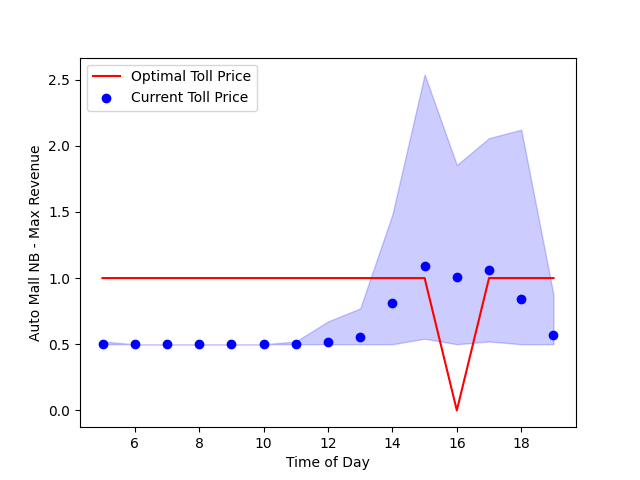 Optimal Toll Price
Current Toll Price
Auto Mall NB - Max Revenue
2.5
2.0
1.5
1.0
0.5
0.0
6 8 10 12 14 16 18
Time of Day